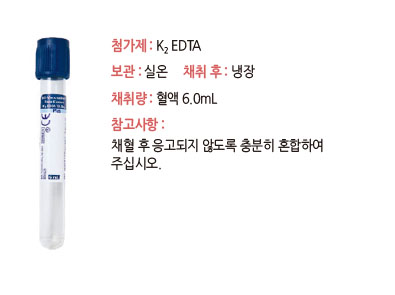 첨가제 : K₂ EDTA
보관 : 실온 채취 후 : 냉장
채취량 : 혈액 6.0mL
참고사항 :
채혈 후 응고되지 않도록 충분히 혼합하여
주십시오.